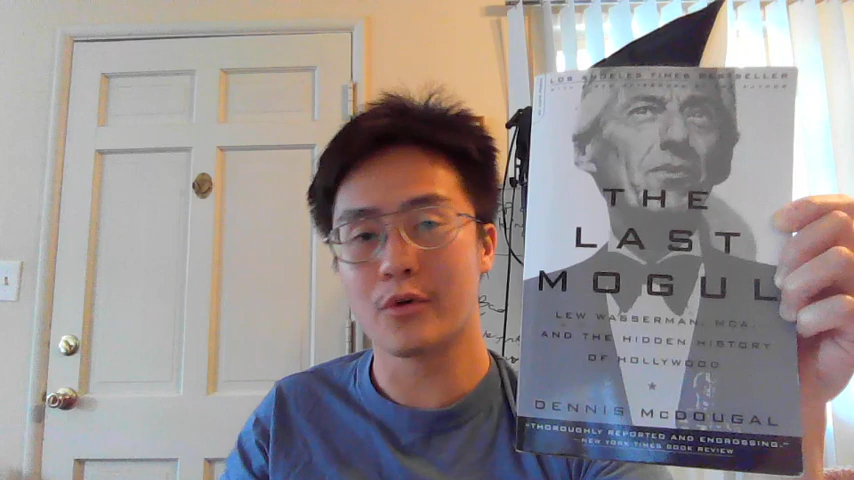 LOS ANGELES TIMES BESTSELLER
THE
LAST
MOGUL
LEW WASSERMAN, MCA,
AND THE HIDDEN HISTORY
OF HOLLYWOOD
DENNIS McDOUGAL
"THOROUGHLY REPORTED AND ENGROSSING."
—NEW YORK TIMES BOOK REVIEW